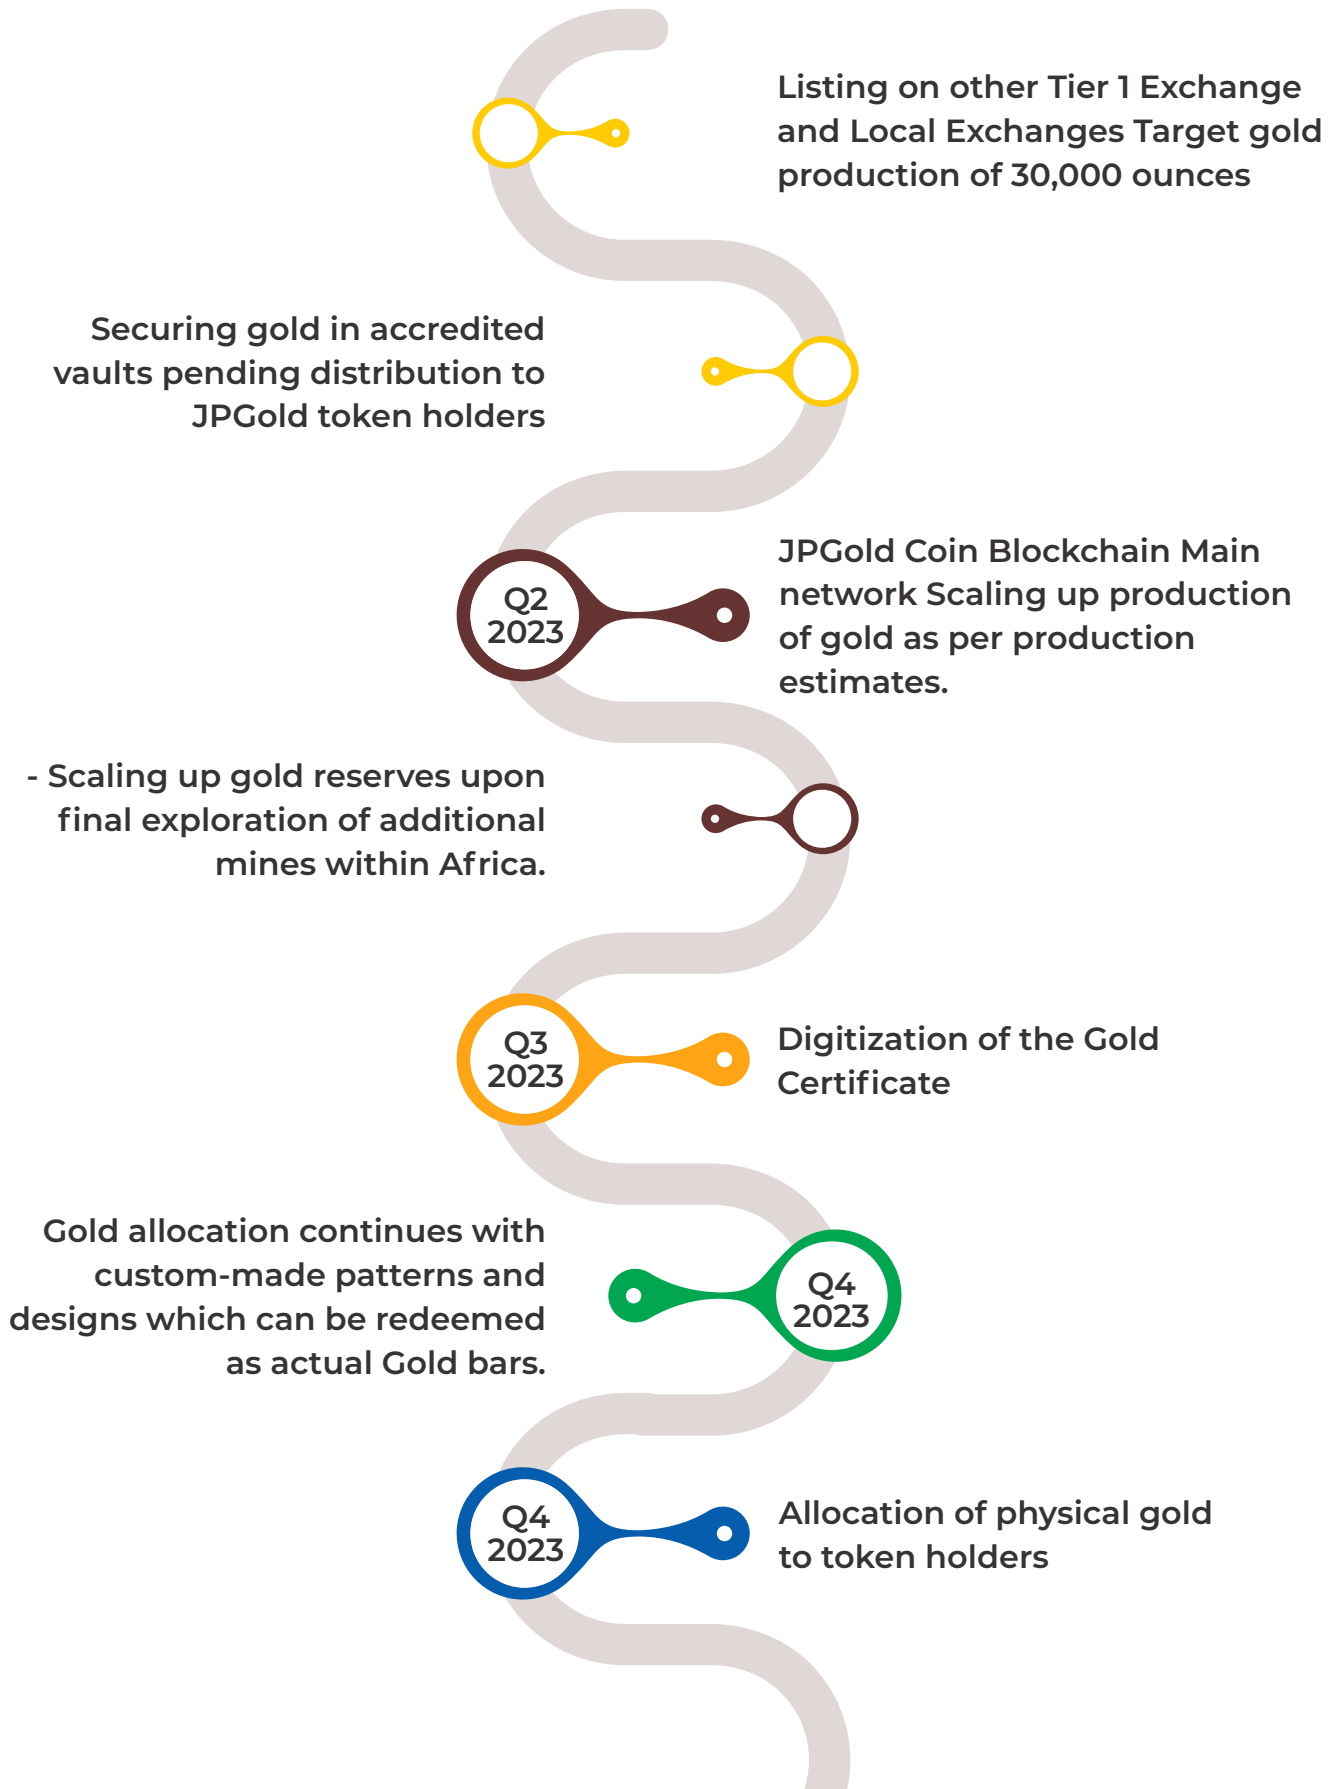 Listing on other Tier 1 Exchange
and Local Exchanges Target gold
production of 30,000 ounces
Securing gold in accredited
vaults pending distribution to
JPGold token holders
Q2
2023
JPGold Coin Blockchain Main
network Scaling up production
of gold as per production
estimates.
- Scaling up gold reserves upon
final exploration of additional
mines within Africa.
Q3
2023
Digitization of the Gold
Certificate
Gold allocation continues with
custom-made patterns and
designs which can be redeemed
as actual Gold bars.
Q4
2023
Q4
2023
Allocation of physical gold
to token holders